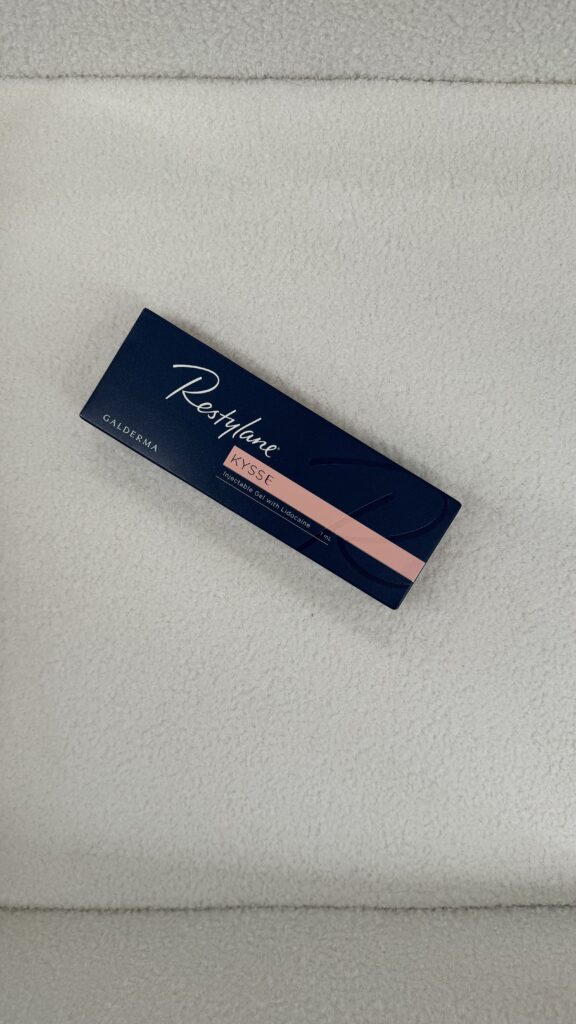 Restylane
KYSSE
Injectable Gel with Lidocaine 1 mL
GALDERMA